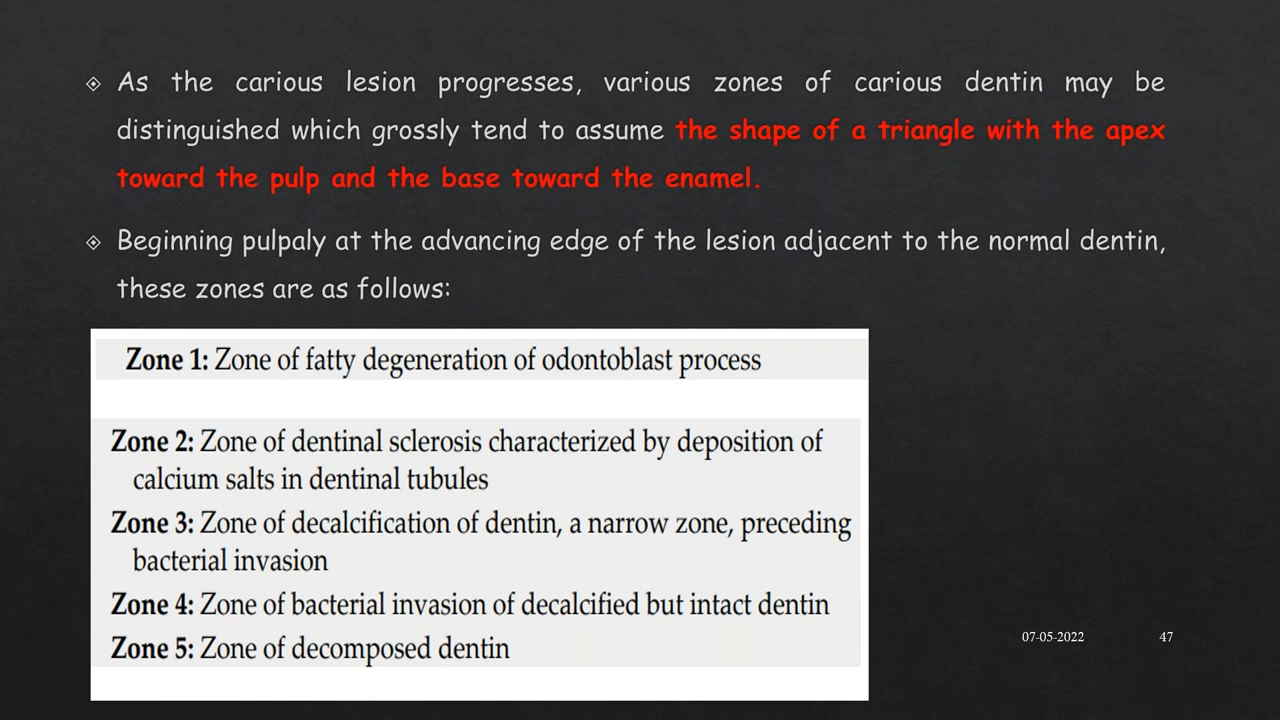 As the carious lesion progresses, various zones of carious dentin may be
distinguished which grossly tend to assume the shape of a triangle with the apex
toward the pulp and the base toward the enamel.
Beginning pulpaly at the advancing edge of the lesion adjacent to the normal dentin,
these zones are as follows:
Zone 1: Zone of fatty degeneration of odontoblast process
Zone 2: Zone of dentinal sclerosis characterized by deposition of
calcium salts in dentinal tubules
Zone 3: Zone of decalcification of dentin, a narrow zone, preceding
bacterial invasion
Zone 4: Zone of bacterial invasion of decalcified but intact dentin
Zone 5: Zone of decomposed dentin
07-05-2022 47